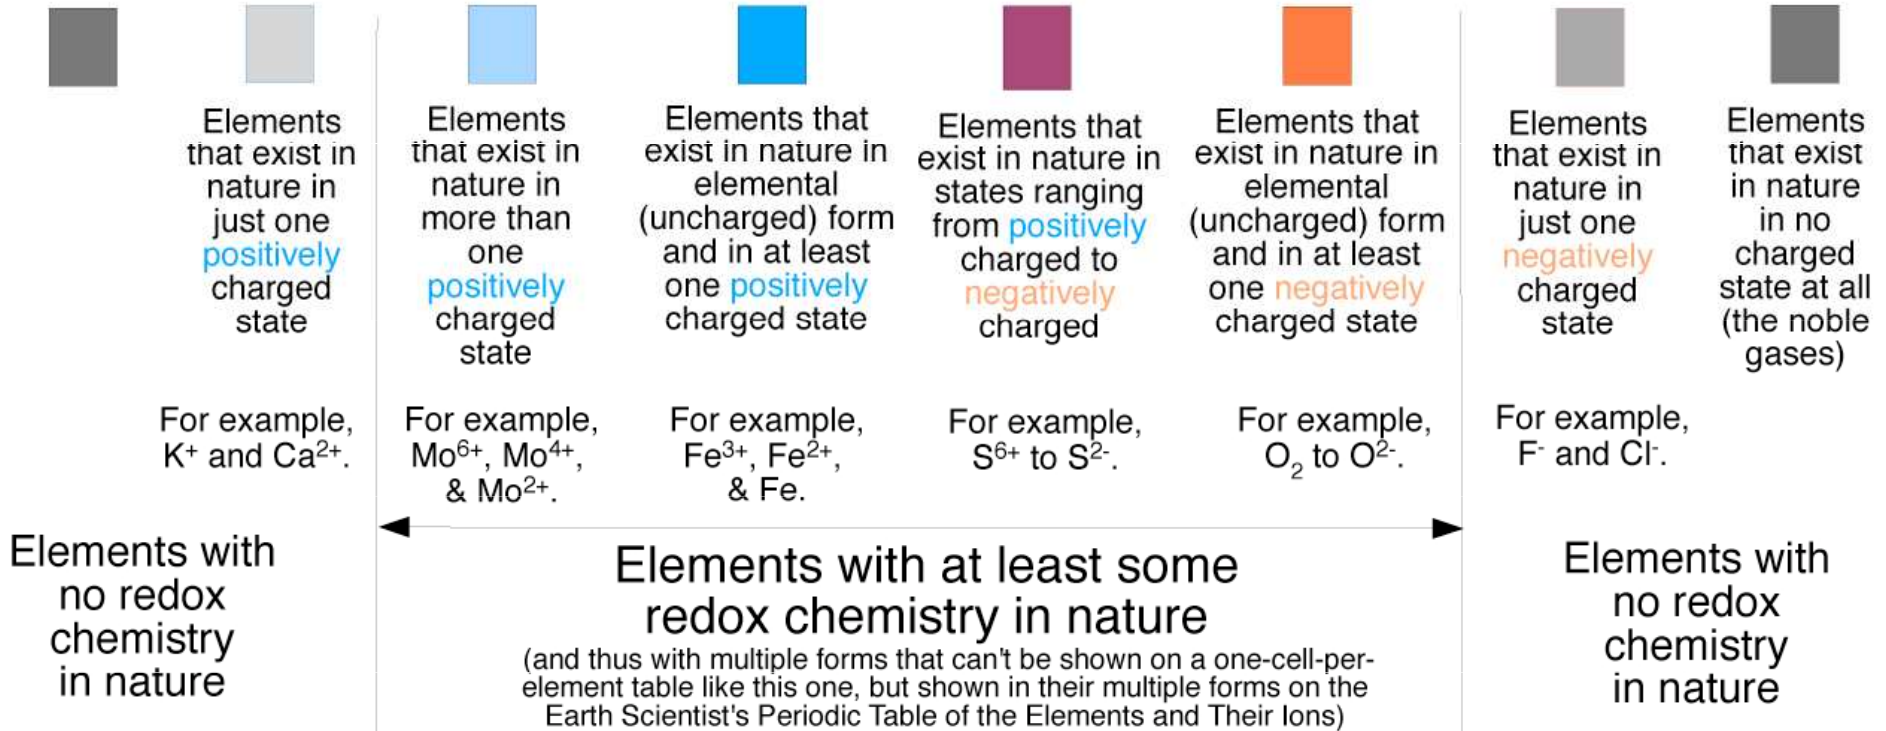 Elements
that exist in
nature in
just one
positively
charged
state
For example,
K⁺ and Ca²⁺.
Elements
that exist in
nature in
more than
one
positively
charged
state
For example,
Mo⁶⁺, Mo⁴⁺,
& Mo²⁺.
Elements that
exist in nature in
elemental
(uncharged) form
and in at least
one positively
charged state
For example,
Fe³⁺, Fe²⁺,
& Fe.
Elements that
exist in nature in
states ranging
from positively
charged to
negatively
charged
For example,
S⁶⁺ to S²⁻.
Elements that
exist in nature in
elemental
(uncharged) form
and in at least
one negatively
charged state
For example,
O₂ to O²⁻.
Elements
that exist in
nature in
just one
negatively
charged
state
For example,
F⁻ and Cl⁻.
Elements
that exist
in nature
in no
charged
state at all
(the noble
gases)
Elements with
no redox
chemistry
in nature
Elements with at least some
redox chemistry in nature
(and thus with multiple forms that can't be shown on a one-cell-per-
element table like this one, but shown in their multiple forms on the
Earth Scientist's Periodic Table of the Elements and Their Ions)
Elements with
no redox
chemistry
in nature